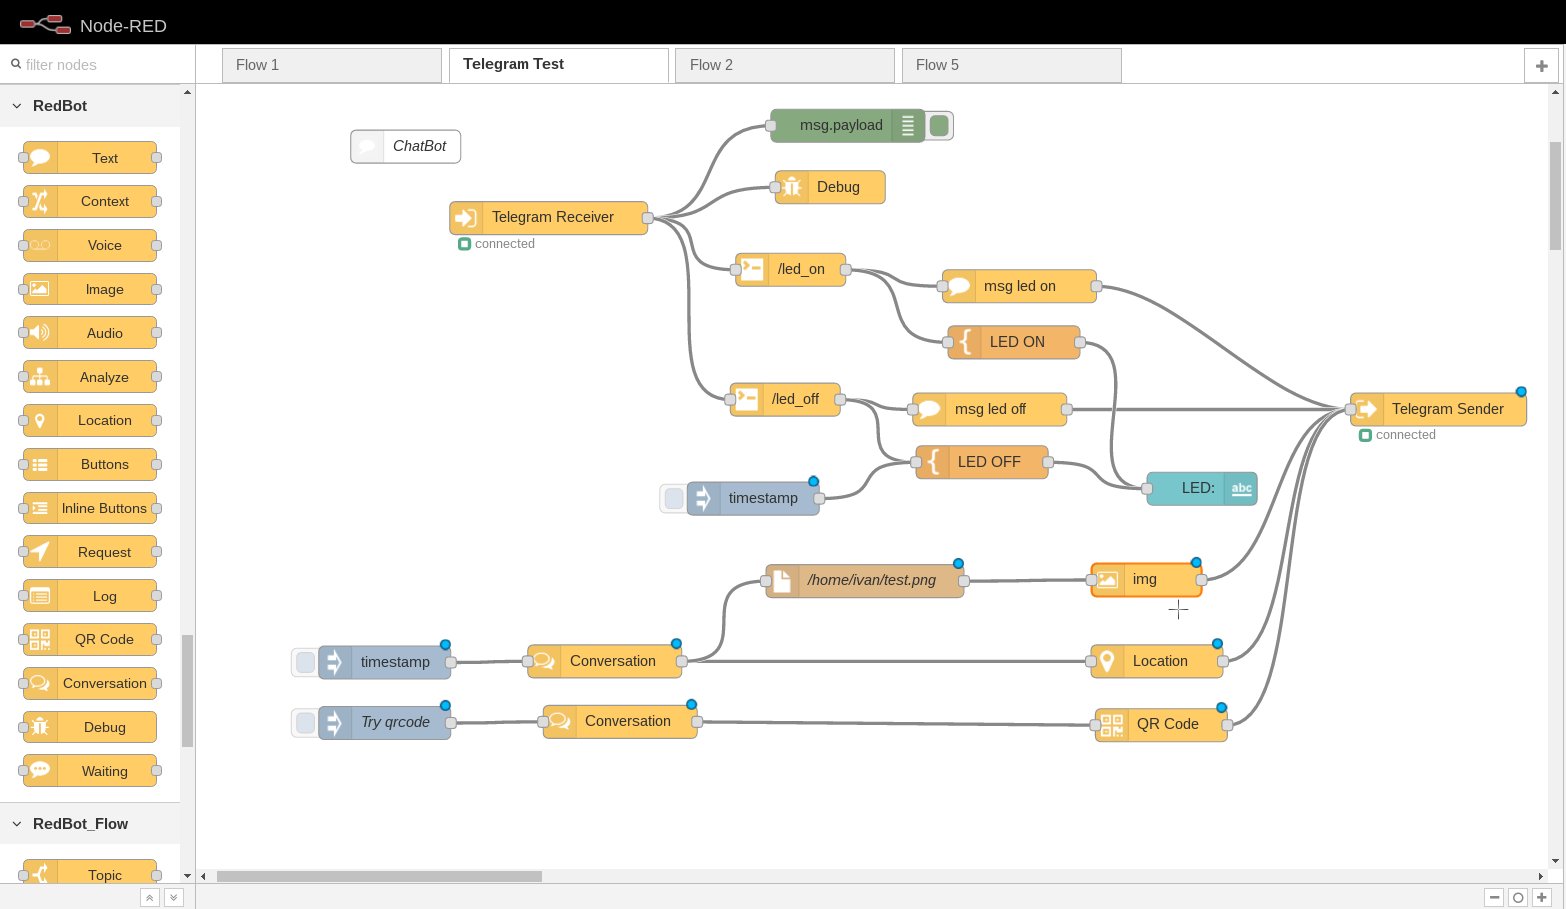 Node-RED
filter nodes
Flow 1
Telegram Test
Flow 2
Flow 5
RedBot
Text
Context
Voice
Image
Audio
Analyze
Location
Buttons
Inline Buttons
Request
Log
QR Code
Conversation
Debug
Waiting
RedBot_Flow
Topic
ChatBot
msg.payload
Debug
Telegram Receiver
connected
/led_on
msg led on
LED ON
/led_off
msg led off
Telegram Sender
connected
LED OFF
timestamp
LED:
abc
/home/ivan/test.png
img
timestamp
Conversation
Location
Try qrcode
Conversation
QR Code